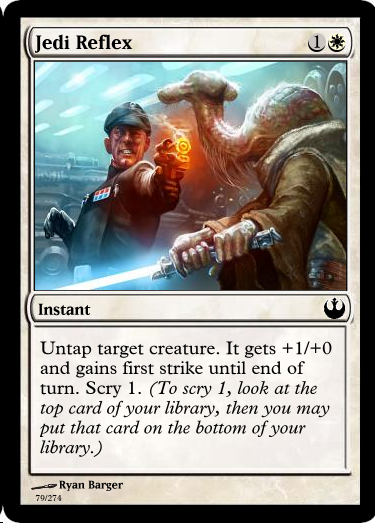 Jedi Reflex 1
Instant
Untap target creature. It gets +1/+0
and gains first strike until end of
turn. Scry 1. (To scry 1, look at the
top card of your library, then you may
put that card on the bottom of your
library.)
Ryan Barger
79/274